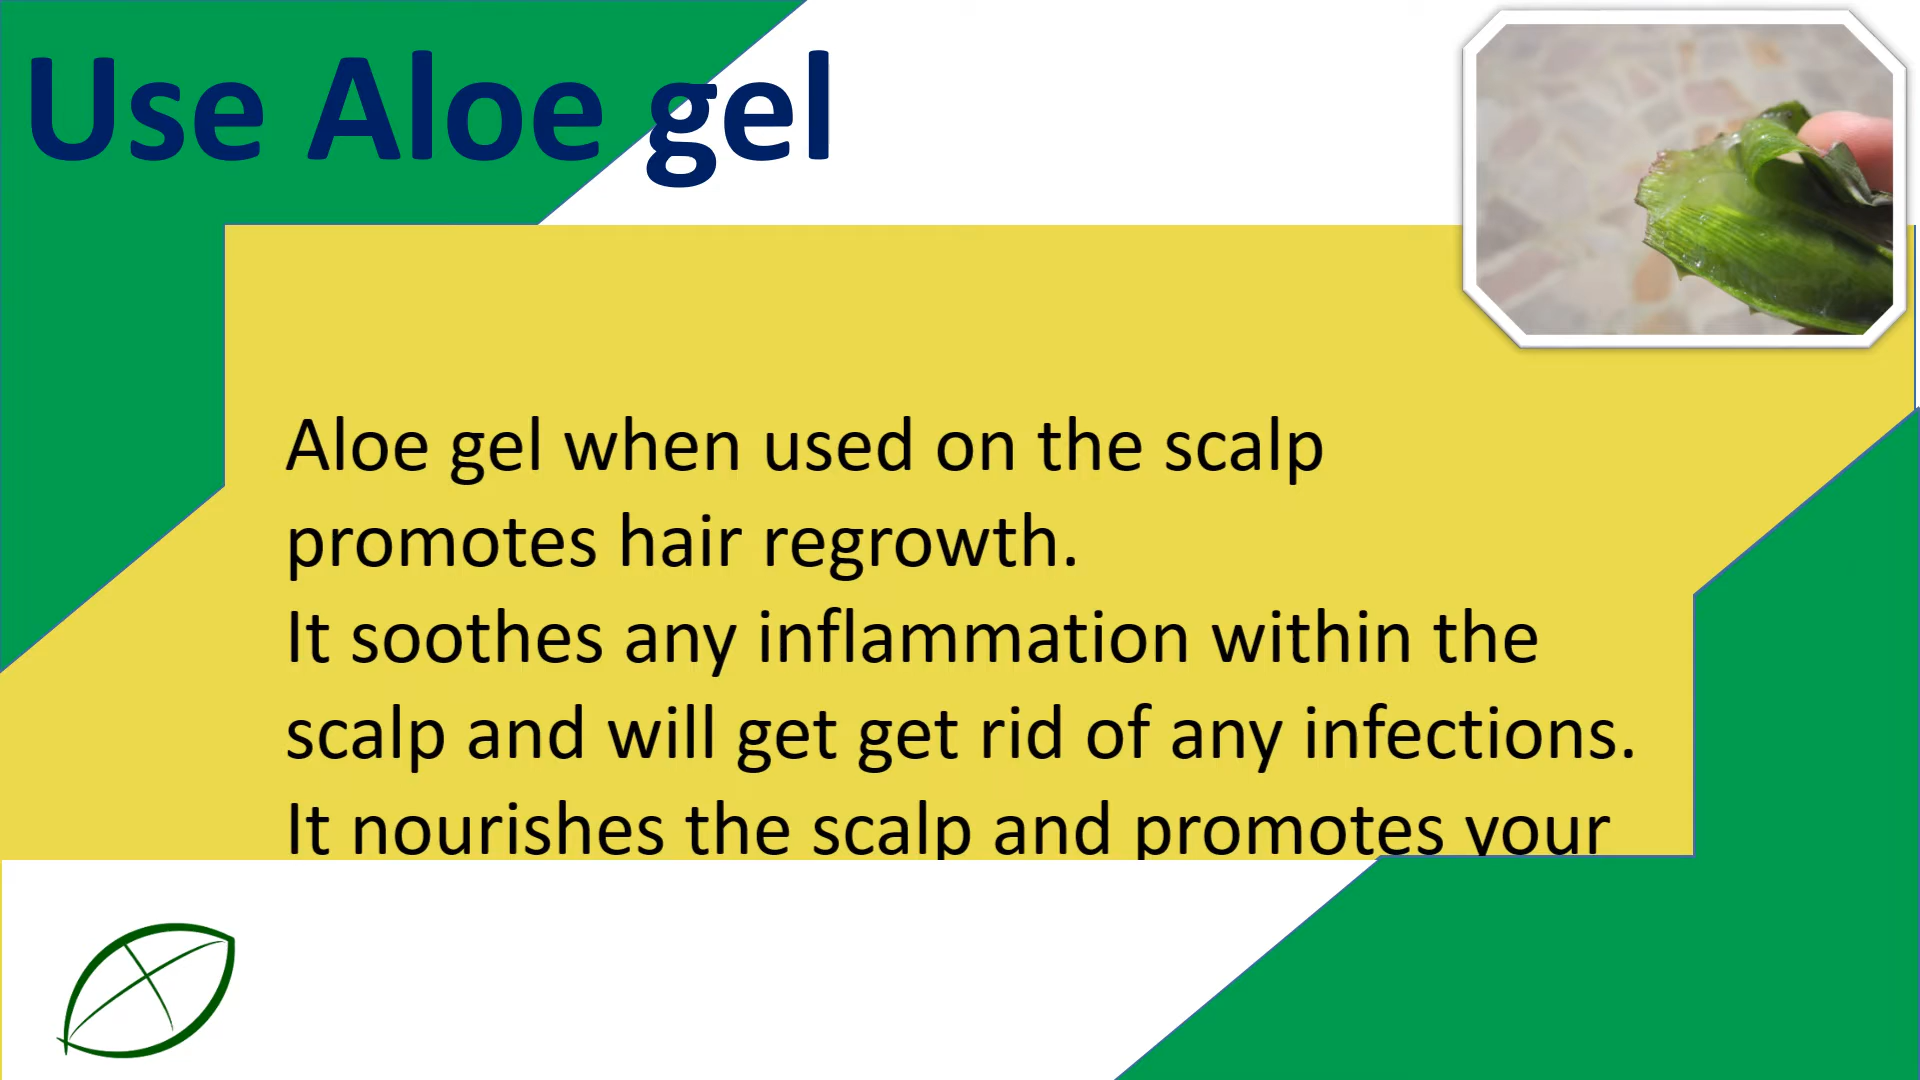 Use Aloe gel
Aloe gel when used on the scalp
promotes hair regrowth.
It soothes any inflammation within the
scalp and will get get rid of any infections.
It nourishes the scalp and promotes your